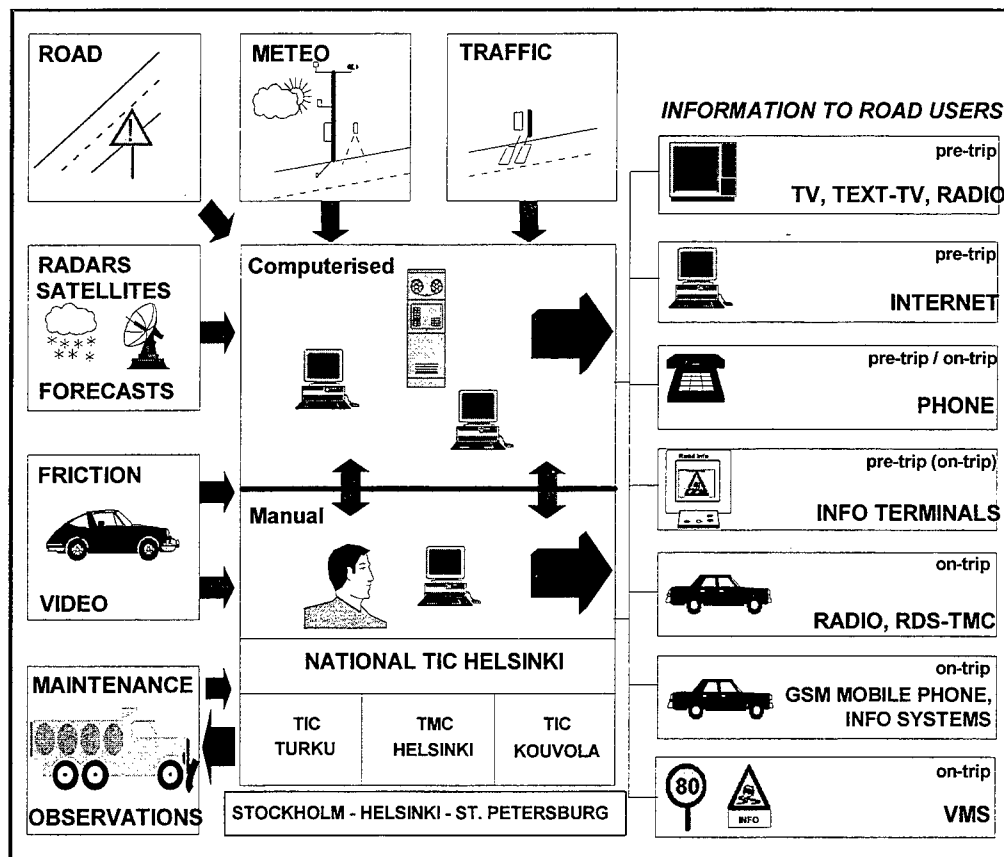 ROAD
METEO
TRAFFIC
INFORMATION TO ROAD USERS
pre-trip
TV, TEXT-TV, RADIO
RADARS
SATELLITES
FORECASTS
Computerised
pre-trip
INTERNET
pre-trip / on-trip
PHONE
FRICTION
VIDEO
Manual
Road info
pre-trip (on-trip)
INFO TERMINALS
on-trip
RADIO, RDS-TMC
NATIONAL TIC HELSINKI
MAINTENANCE
OBSERVATIONS
TIC
TURKU
TMC
HELSINKI
TIC
KOUVOLA
on-trip
GSM MOBILE PHONE,
INFO SYSTEMS
STOCKHOLM - HELSINKI - ST. PETERSBURG
80
INFO
on-trip
VMS